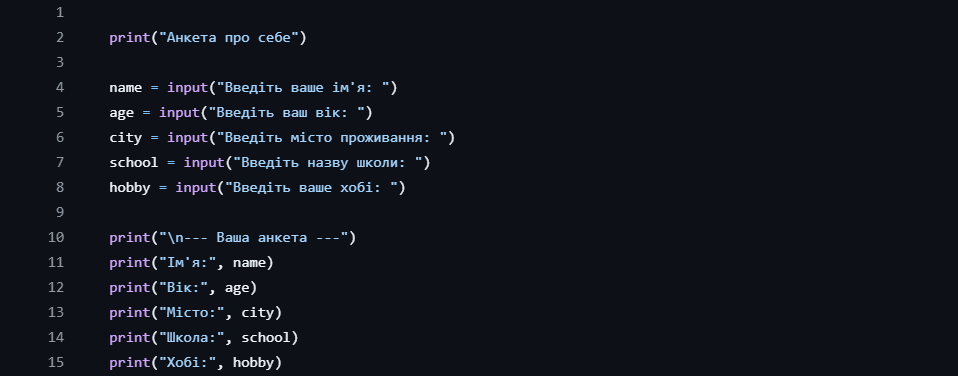 1
2 print("Анкета про себе")
3
4 name = input("Введіть ваше ім'я: ")
5 age = input("Введіть ваш вік: ")
6 city = input("Введіть місто проживання: ")
7 school = input("Введіть назву школи: ")
8 hobby = input("Введіть ваше хобі: ")
9
10 print("\n--- Ваша анкета ---")
11 print("Ім'я:", name)
12 print("Вік:", age)
13 print("Місто:", city)
14 print("Школа:", school)
15 print("Хобі:", hobby)